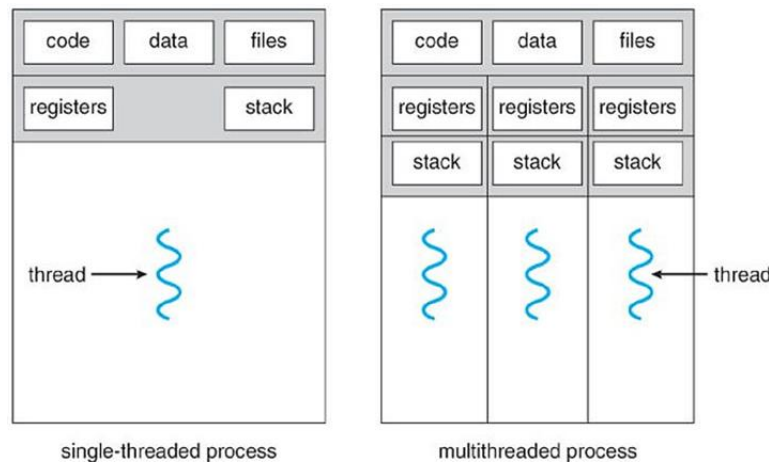 code data files
registers stack
thread
single-threaded process
code data files
registers registers registers
stack stack stack
thread
multithreaded process